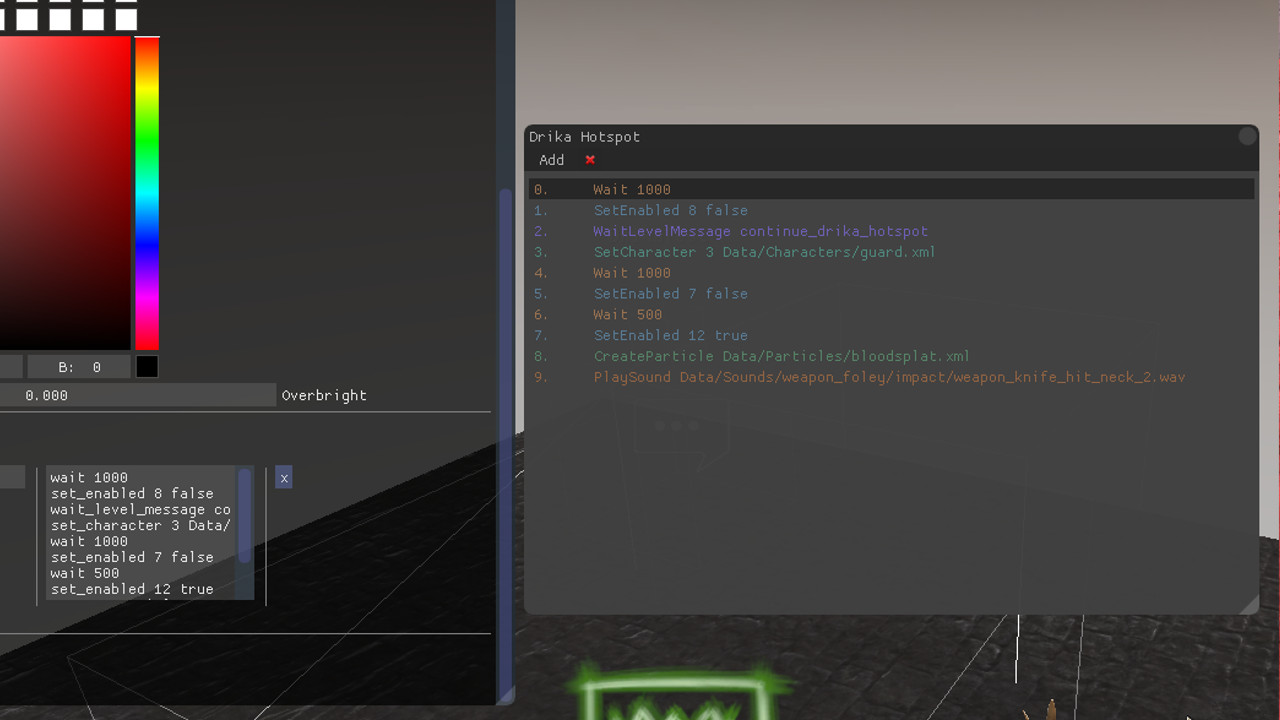 B: 0
0.000 Overbright
wait 1000
set_enabled 8 false
wait_level_message co
set_character 3 Data/
wait 1000
set_enabled 7 false
wait 500
set_enabled 12 true
x
Drika Hotspot
Add
0. Wait 1000
1. SetEnabled 8 false
2. WaitLevelMessage continue_drika_hotspot
3. SetCharacter 3 Data/Characters/guard.xml
4. Wait 1000
5. SetEnabled 7 false
6. Wait 500
7. SetEnabled 12 true
8. CreateParticle Data/Particles/bloodsplat.xml
9. PlaySound Data/Sounds/weapon_foley/impact/weapon_knife_hit_neck_2.wav